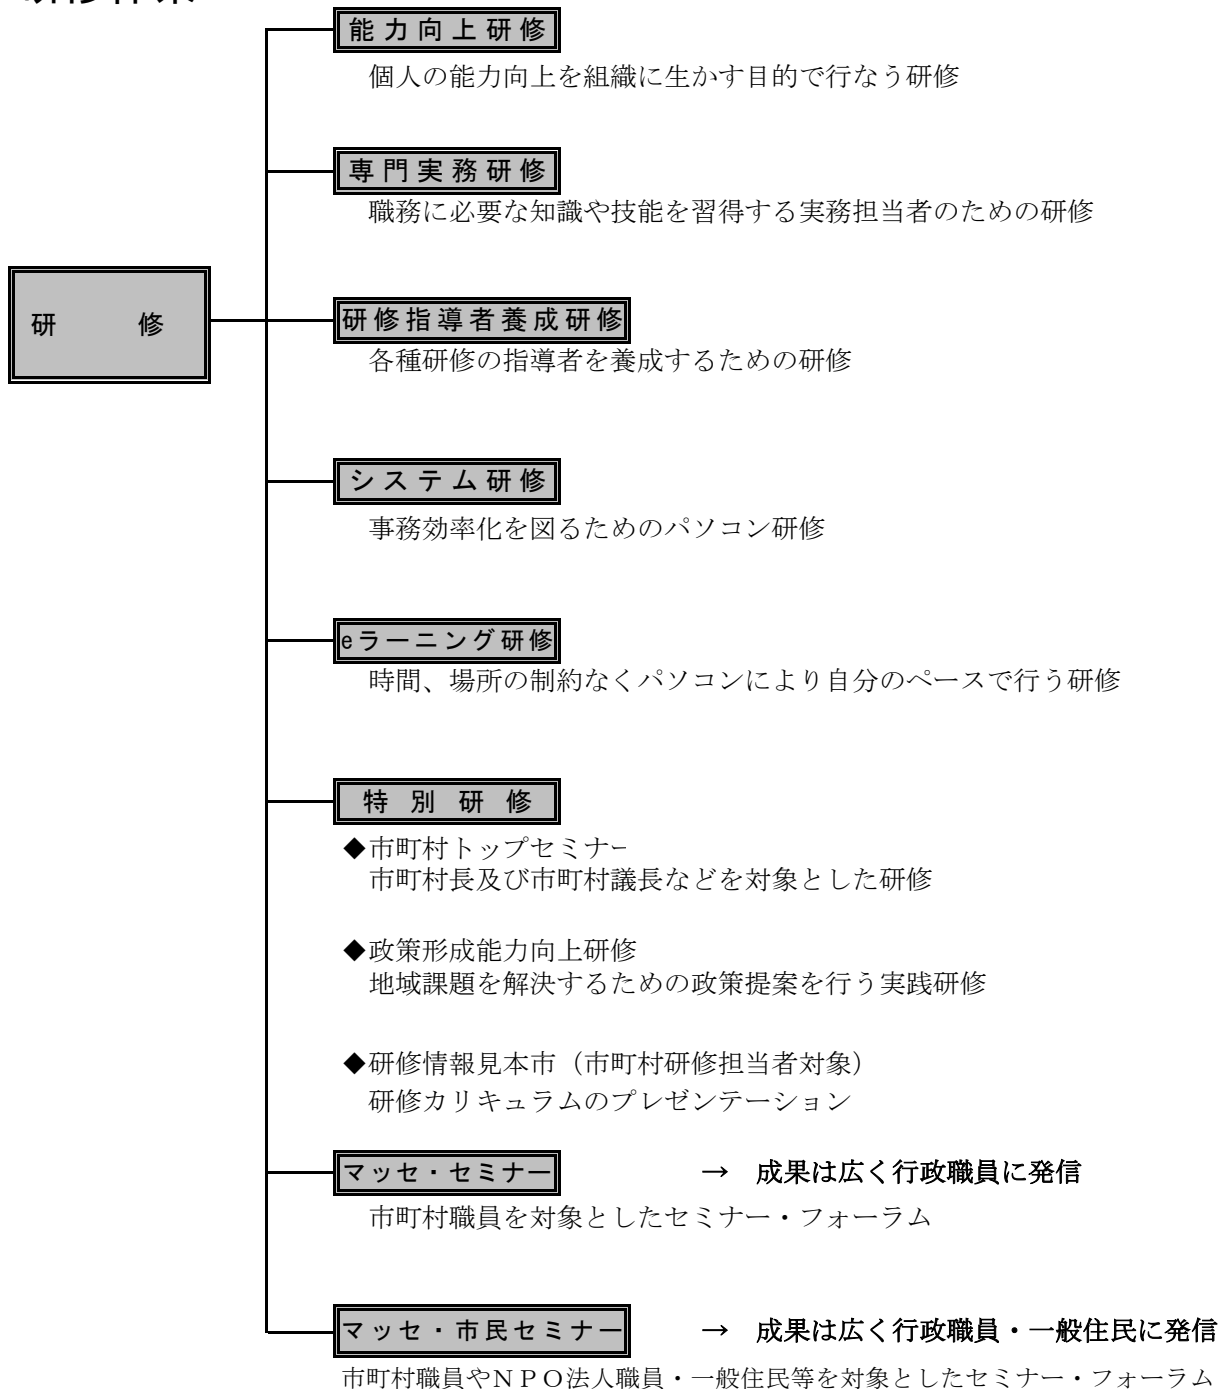 能力向上研修
個人の能力向上を組織に生かす目的で行なう研修
専門実務研修
職務に必要な知識や技能を習得する実務担当者のための研修
研　修
研修指導者養成研修
各種研修の指導者を養成するための研修
システム研修
事務効率化を図るためのパソコン研修
eラーニング研修
時間、場所の制約なくパソコンにより自分のペースで行う研修
特別研修
◆市町村トップセミナー
市町村長及び市町村議長などを対象とした研修
◆政策形成能力向上研修
地域課題を解決するための政策提案を行う実践研修
◆研修情報見本市（市町村研修担当者対象）
研修カリキュラムのプレゼンテーション
マッセ・セミナー　→　成果は広く行政職員に発信
市町村職員を対象としたセミナー・フォーラム
マッセ・市民セミナー　→　成果は広く行政職員・一般住民に発信
市町村職員やＮＰＯ法人職員・一般住民等を対象としたセミナー・フォーラム